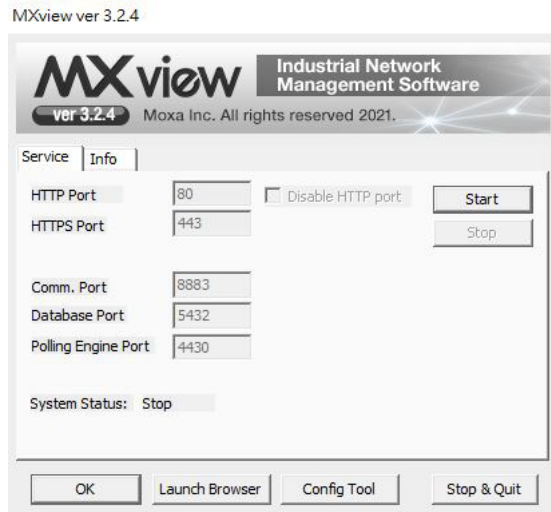 MXview ver 3.2.4
MXview
Industrial Network
Management Software
ver 3.2.4
Moxa Inc. All rights reserved 2021.
Service Info
HTTP Port 80 Disable HTTP port Start
HTTPS Port 443 Stop
Comm. Port 8883
Database Port 5432
Polling Engine Port 4430
System Status: Stop
OK Launch Browser Config Tool Stop & Quit